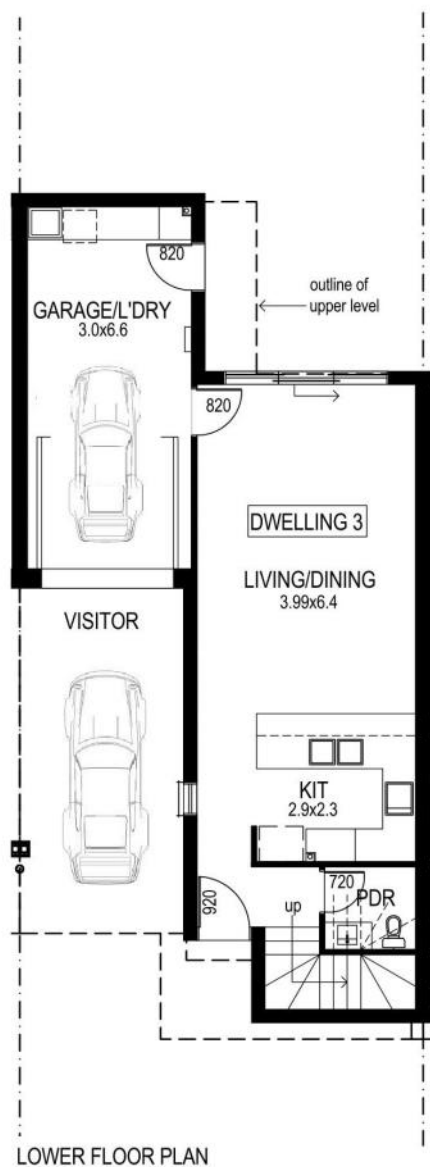 820
outline of
upper level
GARAGE/L'DRY
3.0x6.6
820
DWELLING 3
LIVING/DINING
3.99x6.4
VISITOR
KIT
2.9x2.3
920
up
720
PDR
LOWER FLOOR PLAN